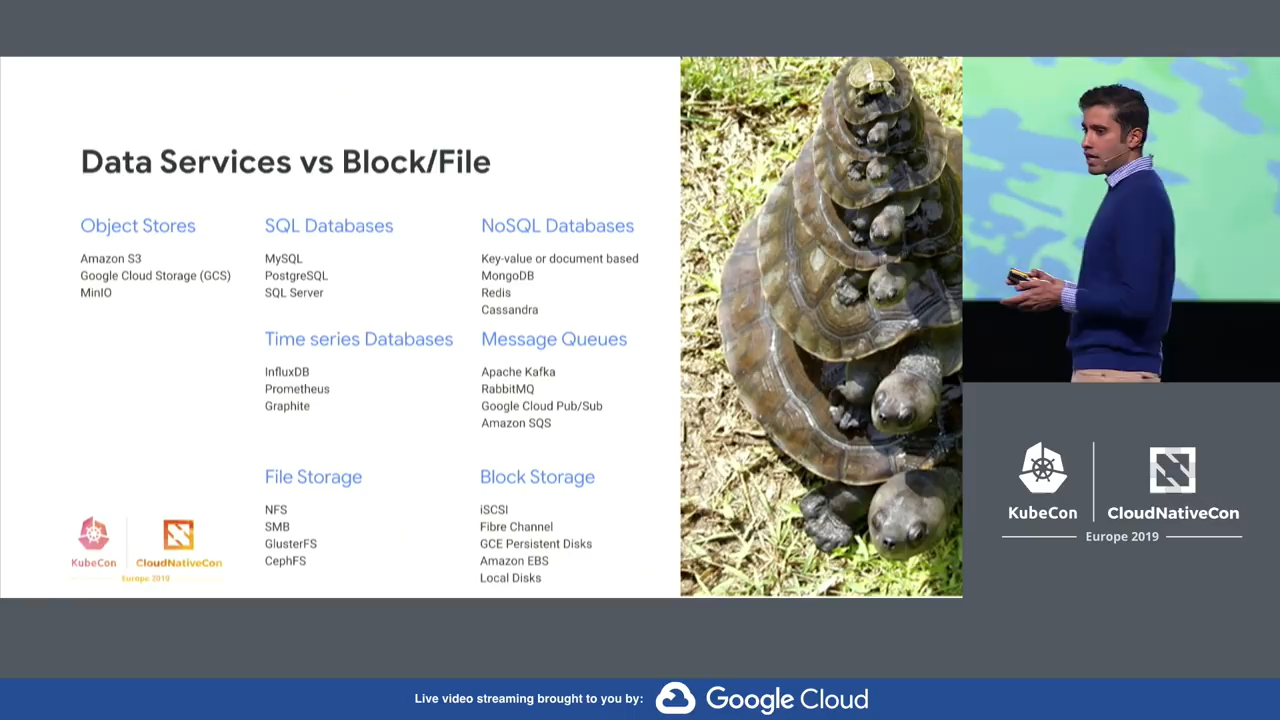 Data Services vs Block/File
Object Stores
Amazon S3
Google Cloud Storage (GCS)
MinIO
SQL Databases
MySQL
PostgreSQL
SQL Server
NoSQL Databases
Key-value or document based
MongoDB
Redis
Cassandra
Time series Databases
InfluxDB
Prometheus
Graphite
Message Queues
Apache Kafka
RabbitMQ
Google Cloud Pub/Sub
Amazon SQS
File Storage
NFS
SMB
GlusterFS
CephFS
Block Storage
iSCSI
Fibre Channel
GCE Persistent Disks
Amazon EBS
Local Disks
KubeCon
CloudNativeCon
Europe 2019
KubeCon
CloudNativeCon
Europe 2019
Live video streaming brought to you by:
Google Cloud